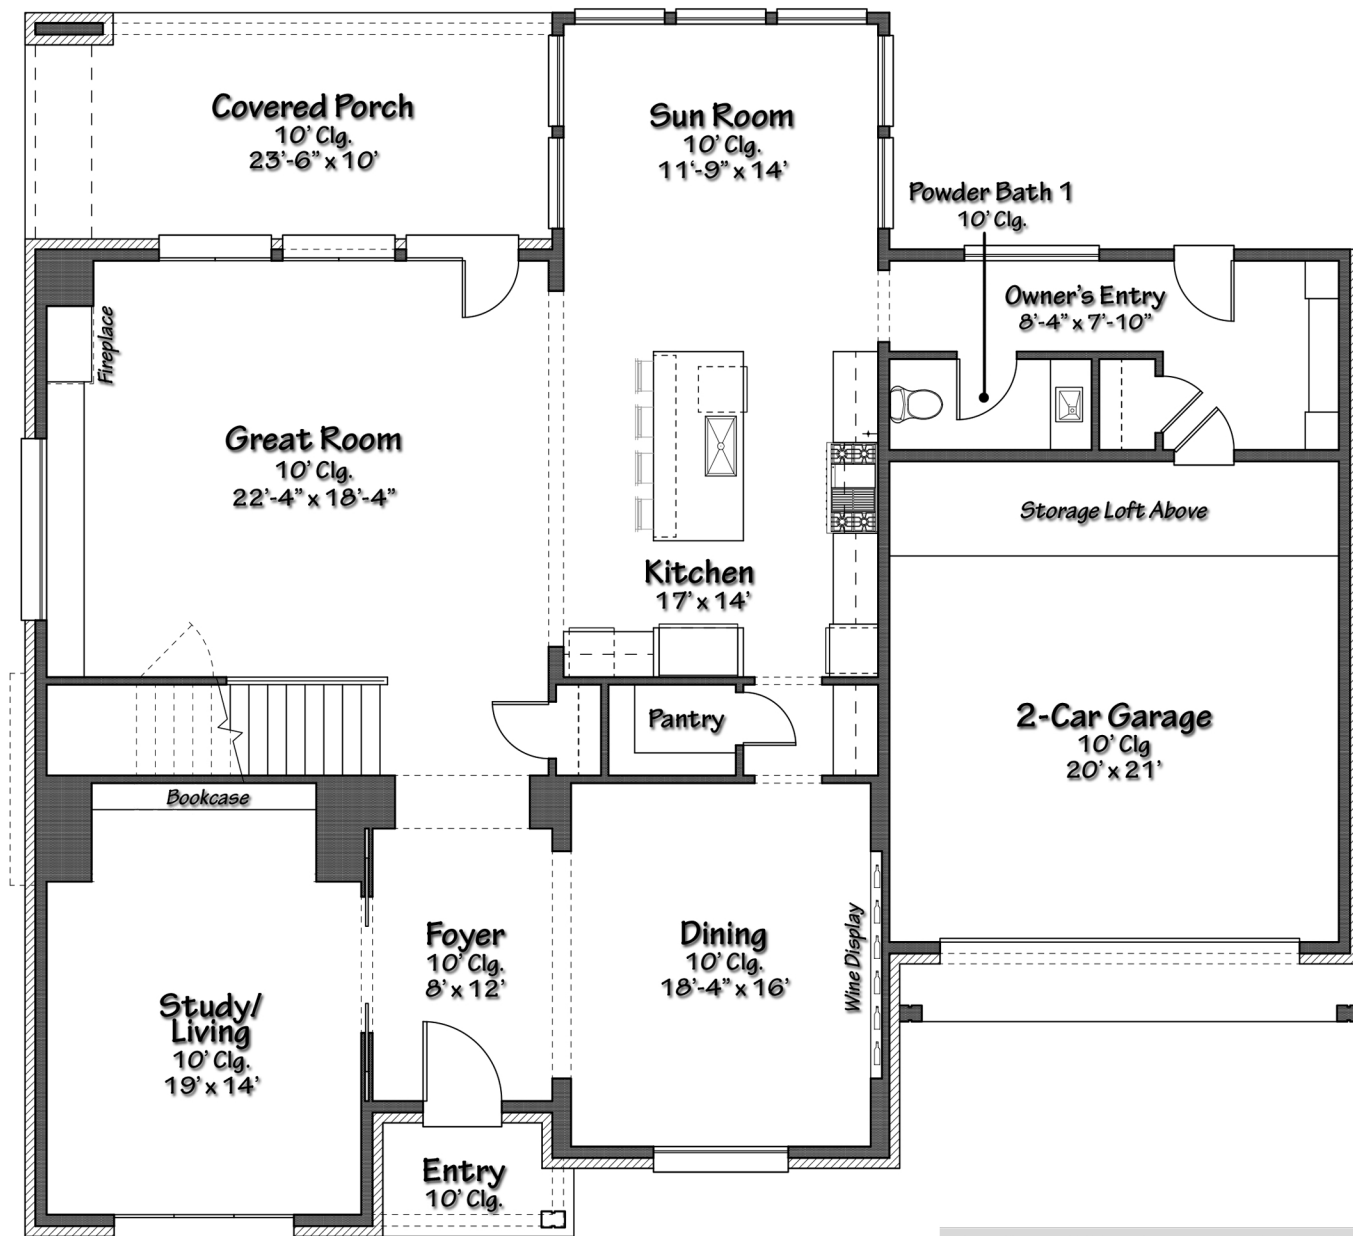 Covered Porch
10' Clg.
23'-6" x 10'
Sun Room
10' Clg.
11'-9" x 14'
Powder Bath 1
10' Clg.
Owner's Entry
8'-4" x 7'-10"
Fireplace
Great Room
10' Clg.
22'-4" x 18'-4"
Storage Loft Above
Kitchen
17' x 14'
Pantry
2-Car Garage
10' Clg
20' x 21'
Bookcase
Foyer
10' Clg.
8' x 12'
Dining
10' Clg.
18'-4" x 16'
Wine Display
Study/
Living
10' Clg.
19' x 14'
Entry
10' Clg.